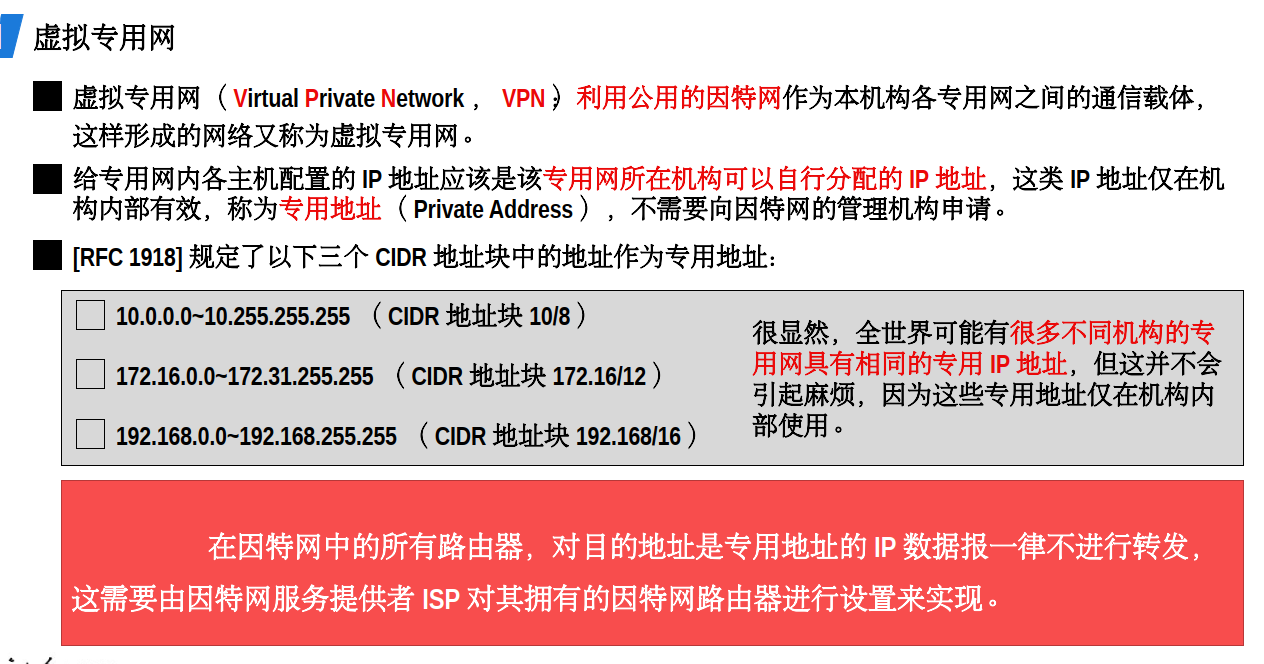 虚拟专用网
虚拟专用网（Virtual Private Network， VPN）利用公用的因特网作为本机构各专用网之间的通信载体，
这样形成的网络又称为虚拟专用网。
给专用网内各主机配置的 IP 地址应该是该专用网所在机构可以自行分配的 IP 地址，这类 IP 地址仅在机
构内部有效，称为专用地址（Private Address），不需要向因特网的管理机构申请。
[RFC 1918] 规定了以下三个 CIDR 地址块中的地址作为专用地址：
10.0.0.0~10.255.255.255 （CIDR 地址块 10/8）
172.16.0.0~172.31.255.255 （CIDR 地址块 172.16/12）
192.168.0.0~192.168.255.255 （CIDR 地址块 192.168/16）
很显然，全世界可能有很多不同机构的专
用网具有相同的专用 IP 地址，但这并不会
引起麻烦，因为这些专用地址仅在机构内
部使用。
在因特网中的所有路由器，对目的地址是专用地址的 IP 数据报一律不进行转发，
这需要由因特网服务提供者 ISP 对其拥有的因特网路由器进行设置来实现。